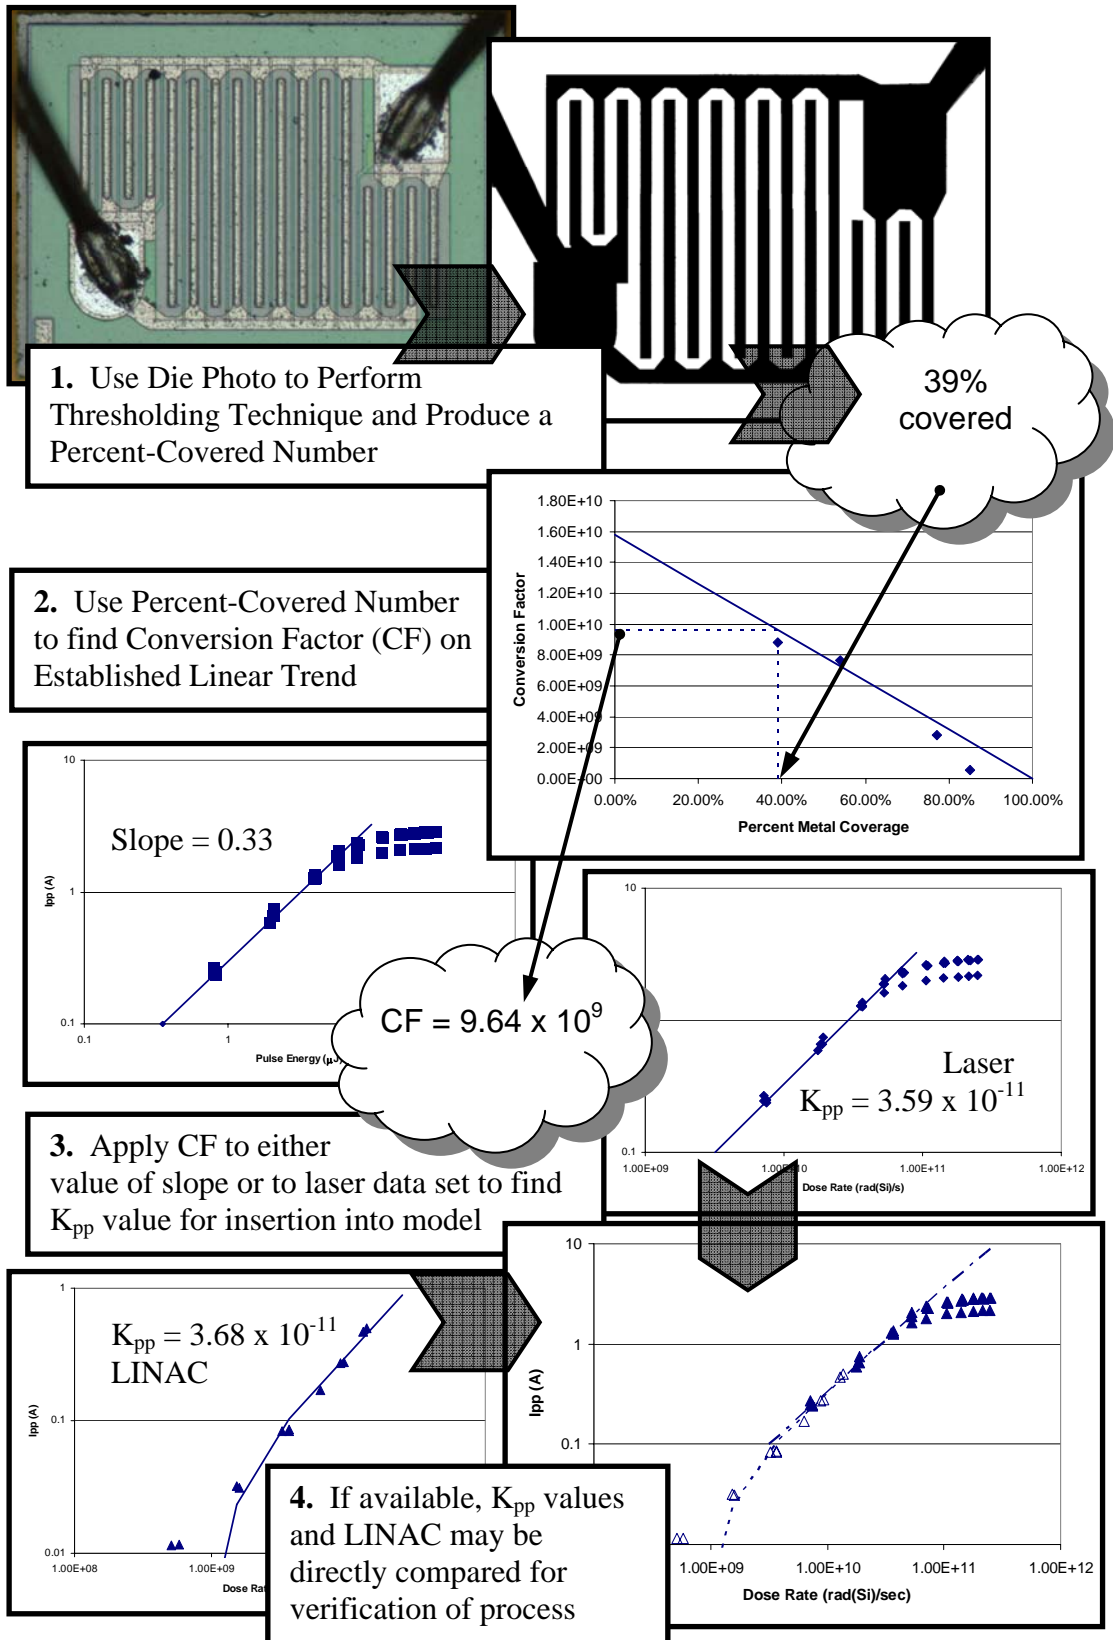 1. Use Die Photo to Perform
Thresholding Technique and Produce a
Percent-Covered Number
39%
covered
2. Use Percent-Covered Number
to find Conversion Factor (CF) on
Established Linear Trend
1.80E+10
1.60E+10
1.40E+10
1.20E+10
1.00E+10
8.00E+09
6.00E+09
4.00E+09
2.00E+09
0.00E+00
Conversion Factor
0.00% 20.00% 40.00% 60.00% 80.00% 100.00%
Percent Metal Coverage
10
1
0.1
Ipp (A)
Slope = 0.33
0.1 1
Pulse Energy (μJ)
CF = 9.64 x 10⁹
10
0.1
Laser
Kpp = 3.59 x 10⁻¹¹
1.00E+09 1.00E+10 1.00E+11 1.00E+12
Dose Rate (rad(Si)/s)
3. Apply CF to either
value of slope or to laser data set to find
Kpp value for insertion into model
1
0.1
0.01
Ipp (A)
Kpp = 3.68 x 10⁻¹¹
LINAC
1.00E+08 1.00E+09
Dose Rat
10
1
0.1
Ipp (A)
1.00E+09 1.00E+10 1.00E+11 1.00E+12
Dose Rate (rad(Si)/sec)
4. If available, Kpp values
and LINAC may be
directly compared for
verification of process